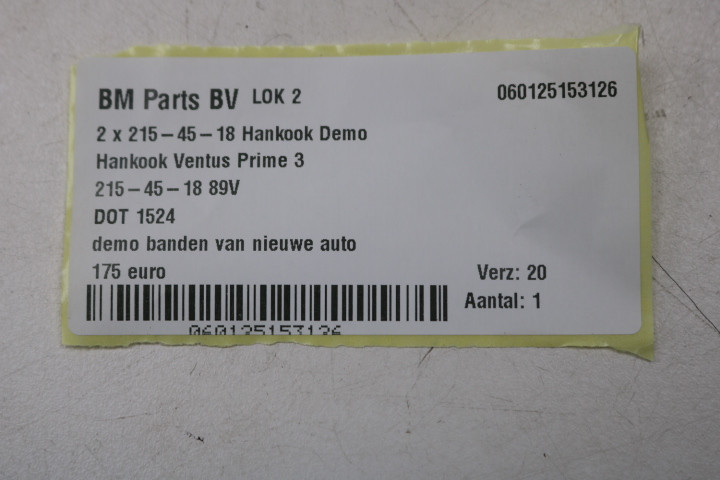 BM Parts BV LOK 2 060125153126
2 x 215-45-18 Hankook Demo
Hankook Ventus Prime 3
215-45-18 89V
DOT 1524
demo banden van nieuwe auto
175 euro Verz: 20
Aantal: 1
060125153126